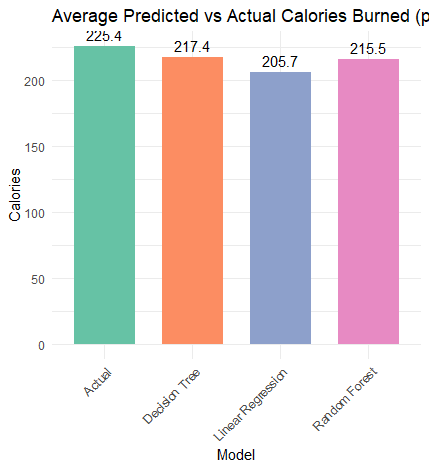 Average Predicted vs Actual Calories Burned (p
225.4
217.4
205.7
215.5
200
150
100
50
0
Calories
Actual
Decision Tree
Linear Regression
Random Forest
Model